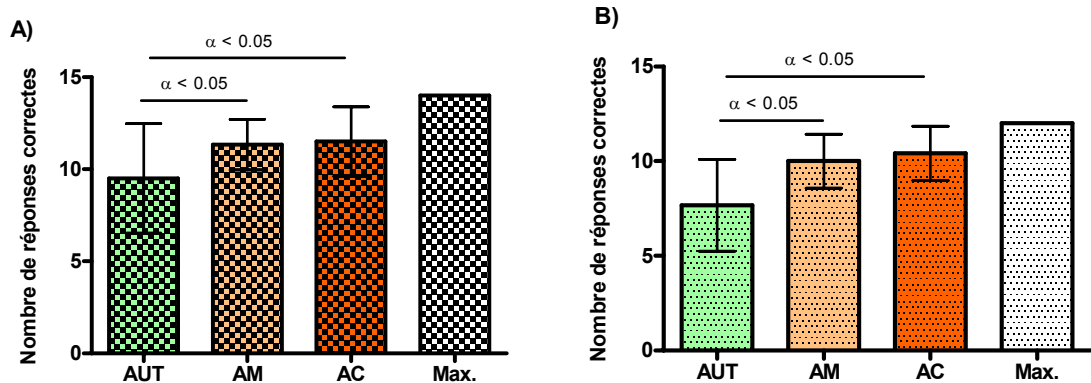 A)
α < 0.05
α < 0.05
Nombre de réponses correctes
15
10
5
0
AUT AM AC Max.
B)
α < 0.05
α < 0.05
Nombre de réponses correctes
15
10
5
0
AUT AM AC Max.